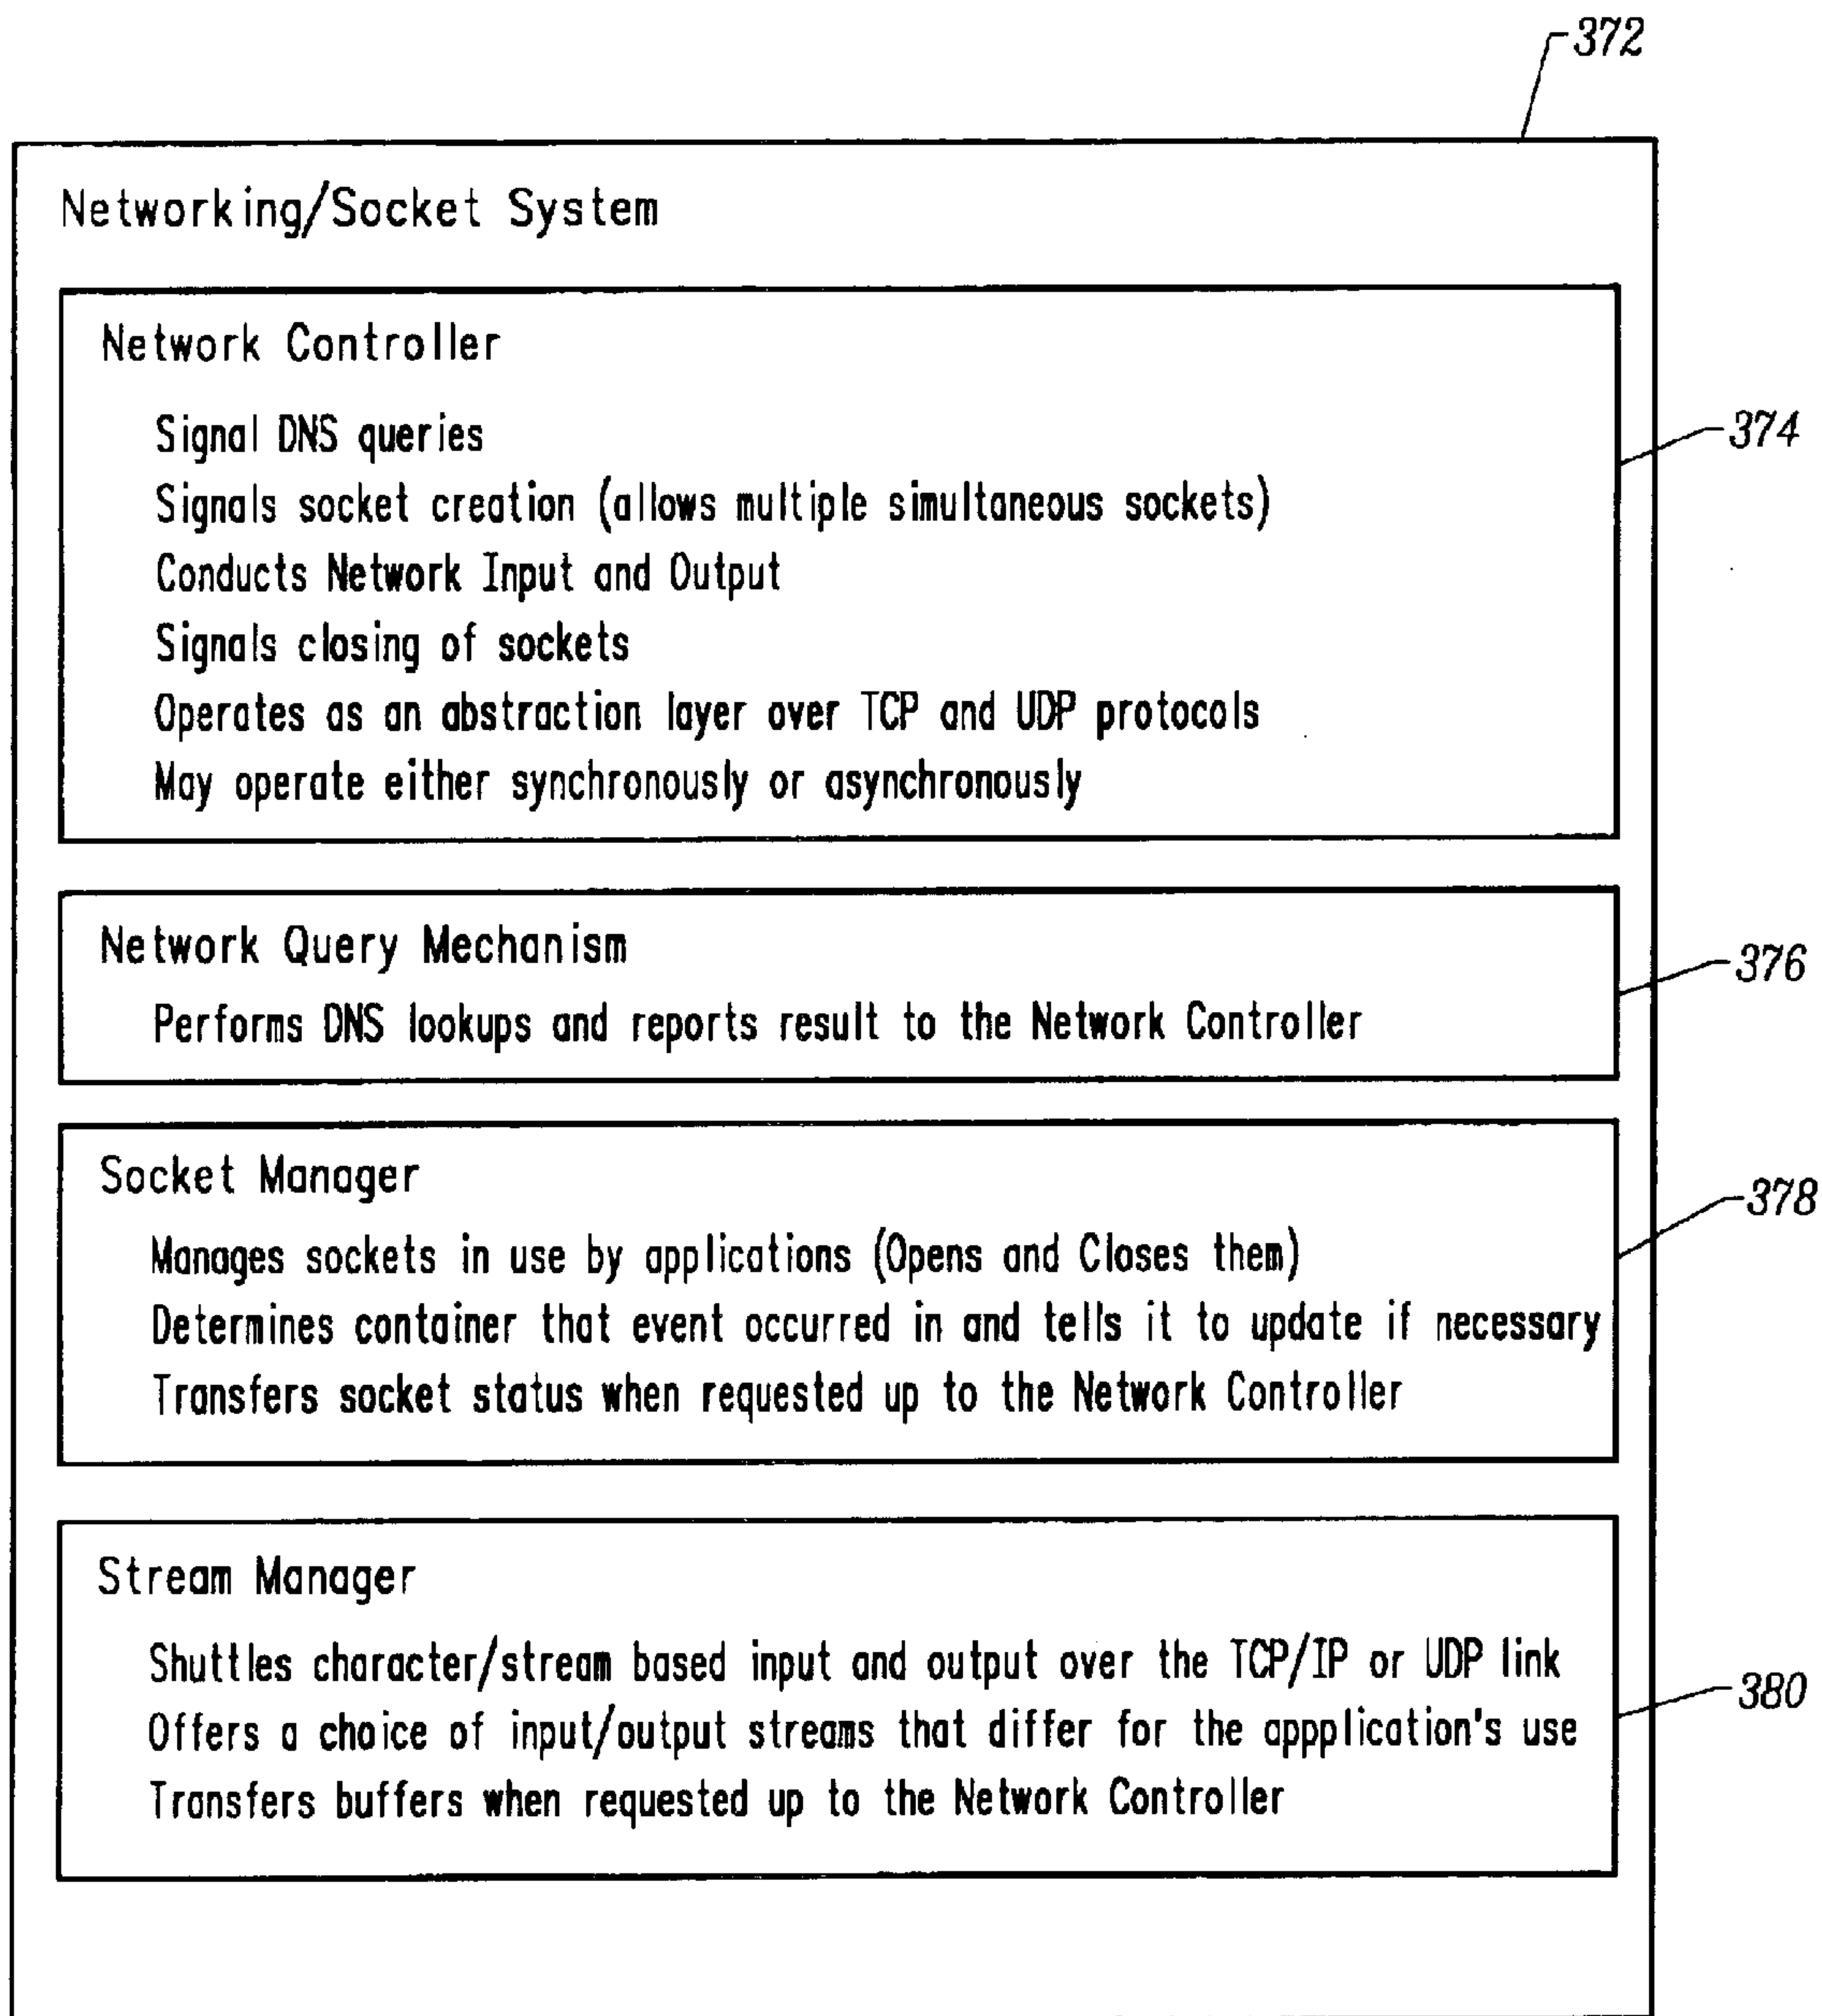 372
Networking/Socket System
Network Controller
Signal DNS queries
Signals socket creation (allows multiple simultaneous sockets)
374
Conducts Network Input and Output
Signals closing of sockets
Operates as an abstraction layer over TCP and UDP protocols
May operate either synchronously or asynchronously
Network Query Mechanism
376
Performs DNS lookups and reports result to the Network Controller
Socket Manager
378
Manages sockets in use by applications (Opens and Closes them)
Determines container that event occurred in and tells it to update if necessary
Transfers socket status when requested up to the Network Controller
Stream Manager
Shuttles character/stream based input and output over the TCP/IP or UDP link
380
Offers a choice of input/output streams that differ for the appplication's use
Transfers buffers when requested up to the Network Controller